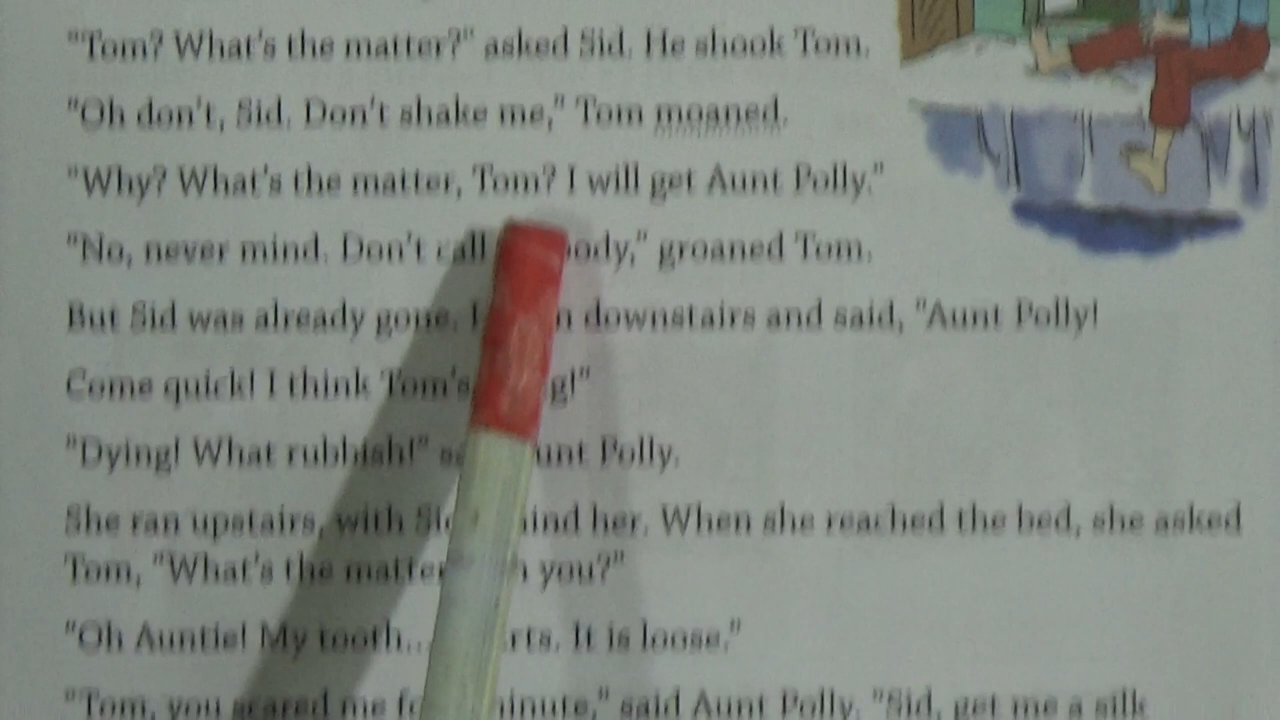 "Tom? What's the matter?" asked Sid. He shook Tom.
"Oh don't, Sid. Don't shake me," Tom moaned.
"Why? What's the matter, Tom? I will get Aunt Polly."
"No, never mind. Don't call body," groaned Tom.
But Sid was already gone. downstairs and said, "Aunt Polly!
Come quick! I think Tom's g!"
"Dying! What rubbish!" Aunt Polly.
She ran upstairs, with Sid her. When she reached the bed, she asked
Tom, "What's the matter you?"
"Oh Auntie! My tooth... rts. It is loose."
"Tom, you scared me minute," said Aunt Polly. "Sid, get me a silk